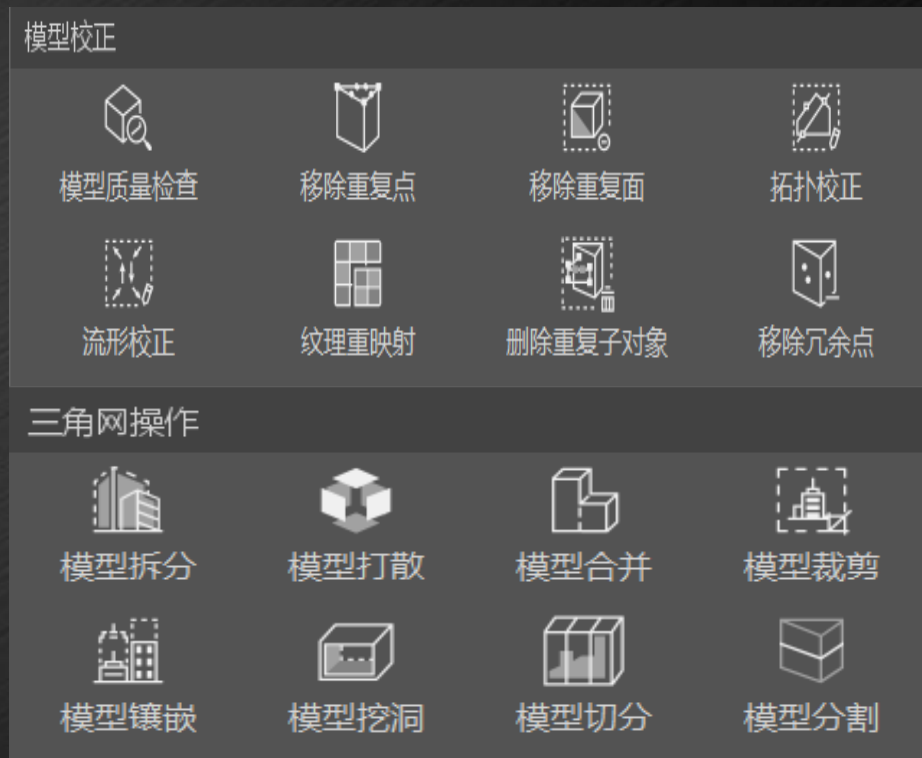 模型校正
模型质量检查 移除重复点 移除重复面 拓扑校正
流形校正 纹理重映射 删除重复子对象 移除冗余点
三角网操作
模型拆分 模型打散 模型合并 模型裁剪
模型镶嵌 模型挖洞 模型切分 模型分割